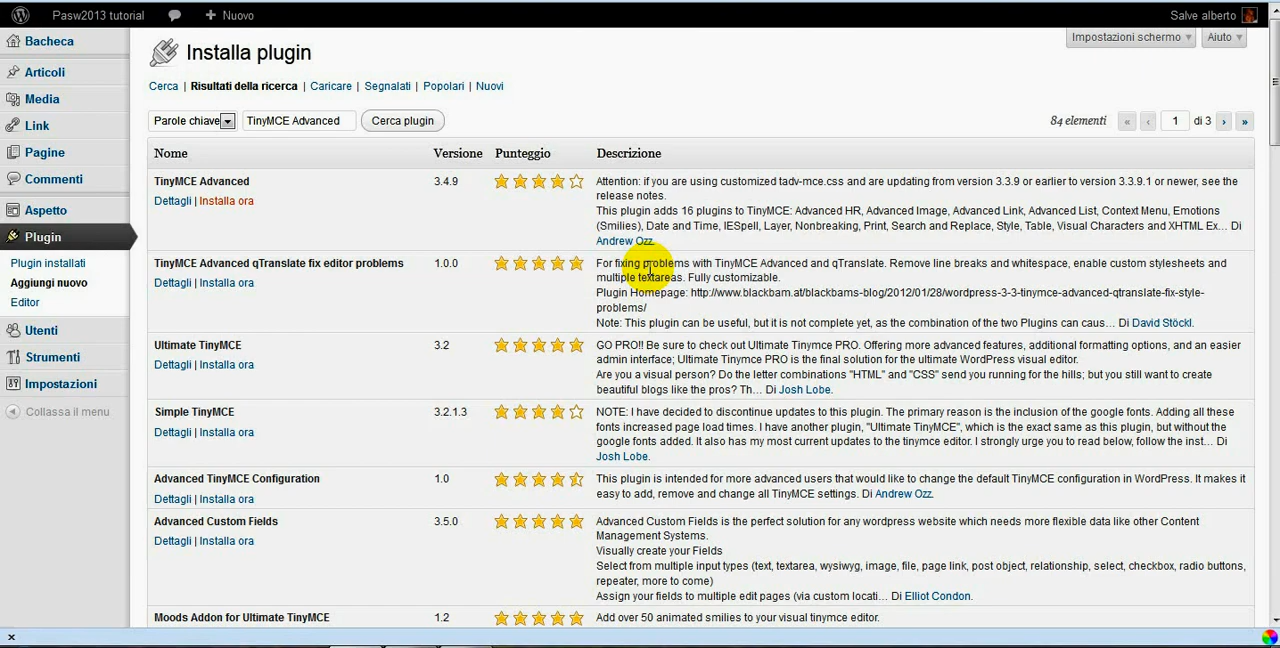 Pasw2013 tutorial Nuovo Salve alberto
Bacheca
Articoli
Media
Link
Pagine
Commenti
Aspetto
Plugin
Plugin installati
Aggiungi nuovo
Editor
Utenti
Strumenti
Impostazioni
Collassa il menu
Impostazioni schermo Aiuto
Installa plugin
Cerca | Risultati della ricerca | Caricare | Segnalati | Popolari | Nuovi
Parole chiave TinyMCE Advanced Cerca plugin 84 elementi « ‹ 1 di 3 › »
Nome Versione Punteggio Descrizione
TinyMCE Advanced 3.4.9
Dettagli | Installa ora
Attention: if you are using customized tadv-mce.css and are updating from version 3.3.9 or earlier to version 3.3.9.1 or newer, see the
release notes.
This plugin adds 16 plugins to TinyMCE: Advanced HR, Advanced Image, Advanced Link, Advanced List, Context Menu, Emotions
(Smilies), Date and Time, IESpell, Layer, Nonbreaking, Print, Search and Replace, Style, Table, Visual Characters and XHTML Ex... Di
Andrew Ozz.
TinyMCE Advanced qTranslate fix editor problems 1.0.0
Dettagli | Installa ora
For fixing problems with TinyMCE Advanced and qTranslate. Remove line breaks and whitespace, enable custom stylesheets and
multiple textareas. Fully customizable.
Plugin Homepage: http://www.blackbam.at/blackbams-blog/2012/01/28/wordpress-3-3-tinymce-advanced-qtranslate-fix-style-
problems/
Note: This plugin can be useful, but it is not complete yet, as the combination of the two Plugins can caus... Di David Stöckl.
Ultimate TinyMCE 3.2
Dettagli | Installa ora
GO PRO!! Be sure to check out Ultimate Tinymce PRO. Offering more advanced features, additional formatting options, and an easier
admin interface; Ultimate Tinymce PRO is the final solution for the ultimate WordPress visual editor.
Are you a visual person? Do the letter combinations "HTML" and "CSS" send you running for the hills; but you still want to create
beautiful blogs like the pros? Th... Di Josh Lobe.
Simple TinyMCE 3.2.1.3
Dettagli | Installa ora
NOTE: I have decided to discontinue updates to this plugin. The primary reason is the inclusion of the google fonts. Adding all these
fonts increased page load times. I have another plugin, "Ultimate TinyMCE", which is the exact same as this plugin, but without the
google fonts added. It also has my most current updates to the tinymce editor. I strongly urge you to read below, follow the inst... Di
Josh Lobe.
Advanced TinyMCE Configuration 1.0
Dettagli | Installa ora
This plugin is intended for more advanced users that would like to change the default TinyMCE configuration in WordPress. It makes it
easy to add, remove and change all TinyMCE settings. Di Andrew Ozz.
Advanced Custom Fields 3.5.0
Dettagli | Installa ora
Advanced Custom Fields is the perfect solution for any wordpress website which needs more flexible data like other Content
Management Systems.
Visually create your Fields
Select from multiple input types (text, textarea, wysiwyg, image, file, page link, post object, relationship, select, checkbox, radio buttons,
repeater, more to come)
Assign your fields to multiple edit pages (via custom locati... Di Elliot Condon.
Moods Addon for Ultimate TinyMCE 1.2
Add over 50 animated smilies to your visual tinymce editor.